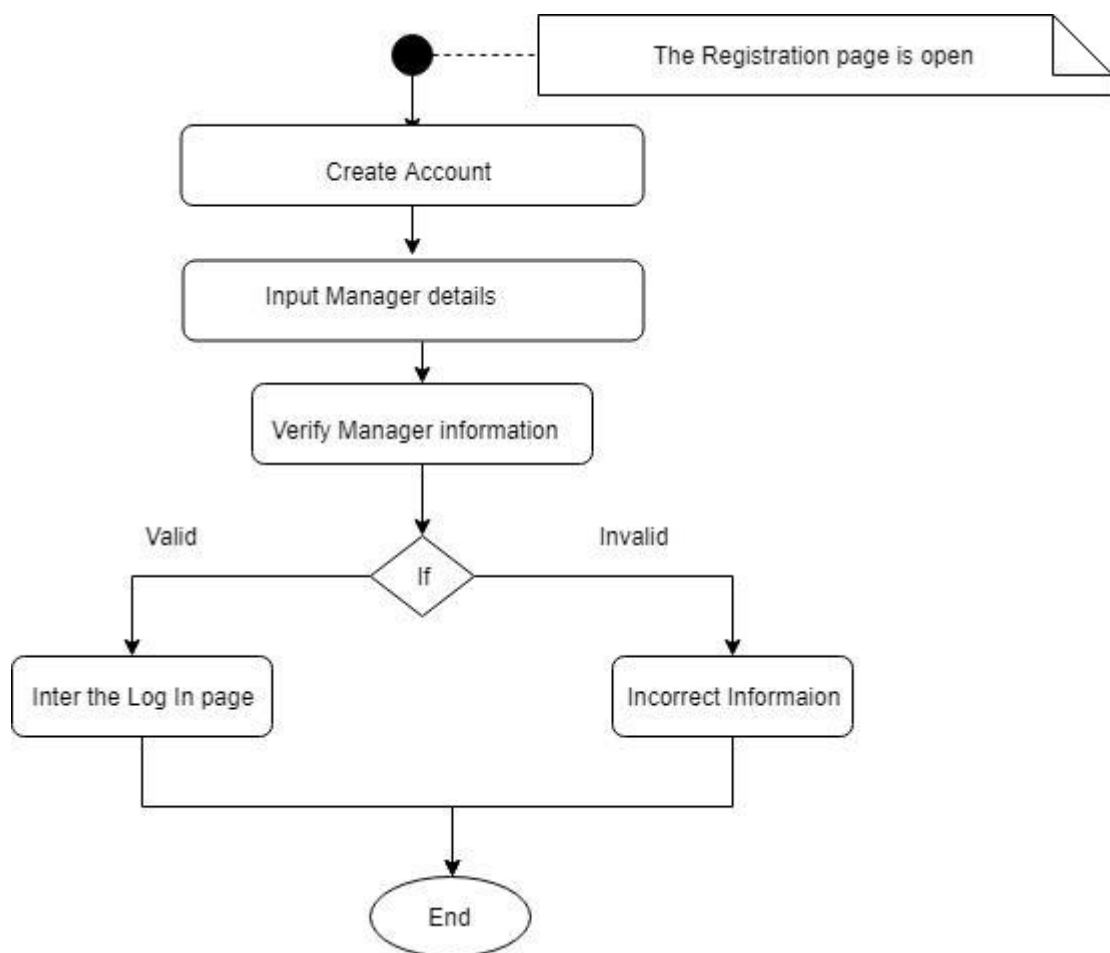 The Registration page is open
Create Account
Input Manager details
Verify Manager information
Valid
Invalid
If
Inter the Log In page
Incorrect Informaion
End